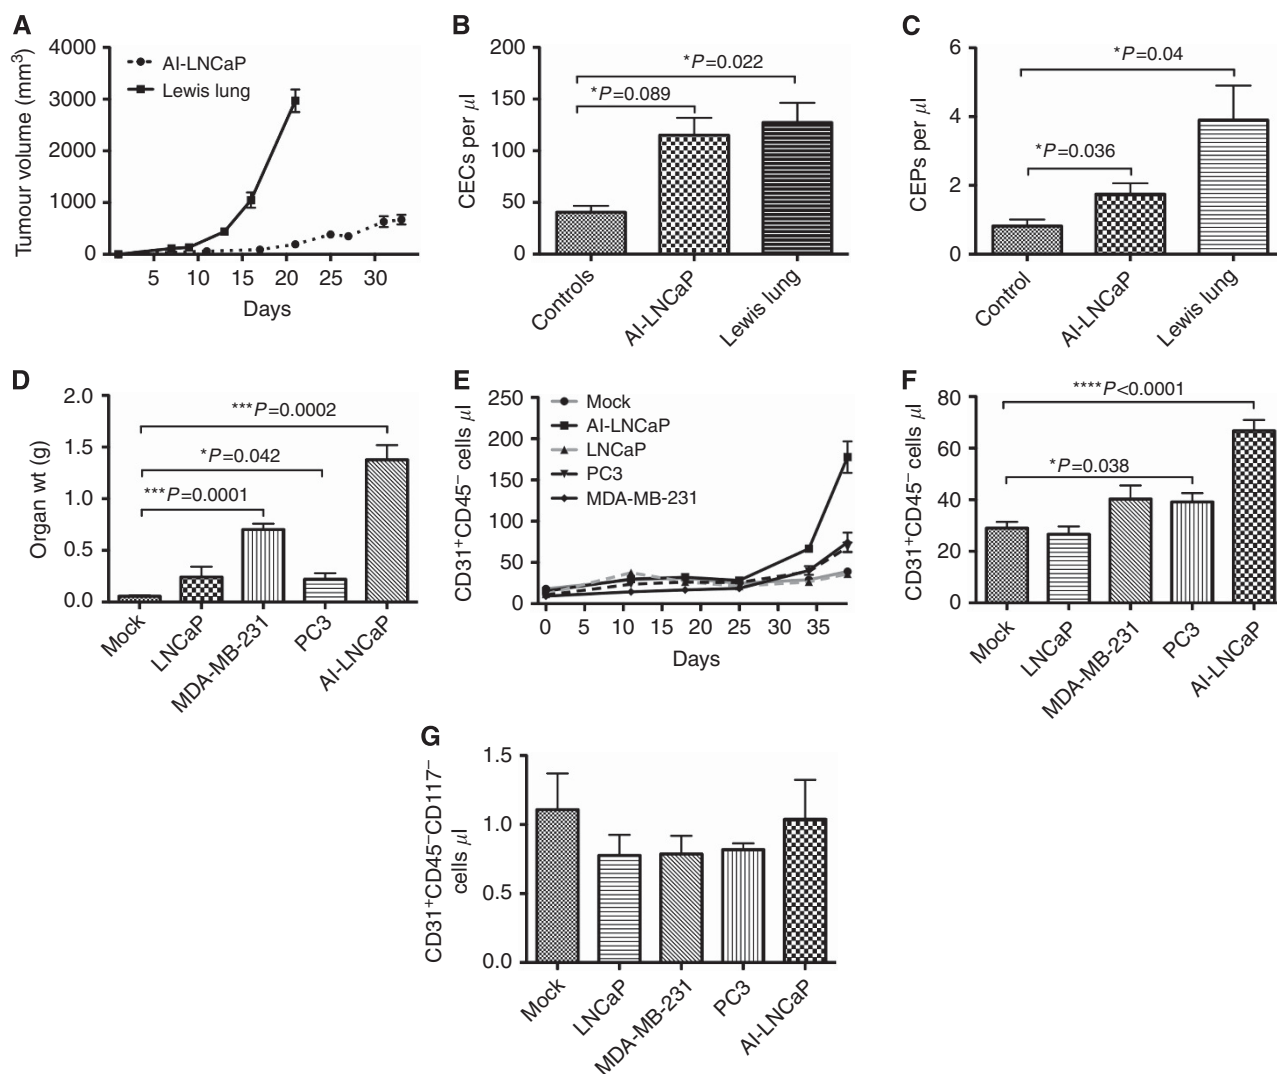 A
Tumour volume (mm³)
4000
3000
2000
1000
0
AI-LNCaP
Lewis lung
5 10 15 20 25 30
Days
B
CECs per µl
200
150
100
50
0
*P=0.022
*P=0.089
Controls
AI-LNCaP
Lewis lung
C
CEPs per µl
6
4
2
0
*P=0.04
*P=0.036
Control
AI-LNCaP
Lewis lung
D
Organ wt (g)
2.0
1.5
1.0
0.5
0.0
***P=0.0002
*P=0.042
***P=0.0001
Mock
LNCaP
MDA-MB-231
PC3
AI-LNCaP
E
CD31⁺CD45⁻ cells µl
250
200
150
100
50
0
Mock
AI-LNCaP
LNCaP
PC3
MDA-MB-231
0 5 10 15 20 25 30 35
Days
F
CD31⁺CD45⁻ cells µl
80
60
40
20
0
****P<0.0001
*P=0.038
Mock
LNCaP
MDA-MB-231
PC3
AI-LNCaP
G
CD31⁺CD45⁻CD117⁻
cells µl
1.5
1.0
0.5
0.0
Mock
LNCaP
MDA-MB-231
PC3
AI-LNCaP